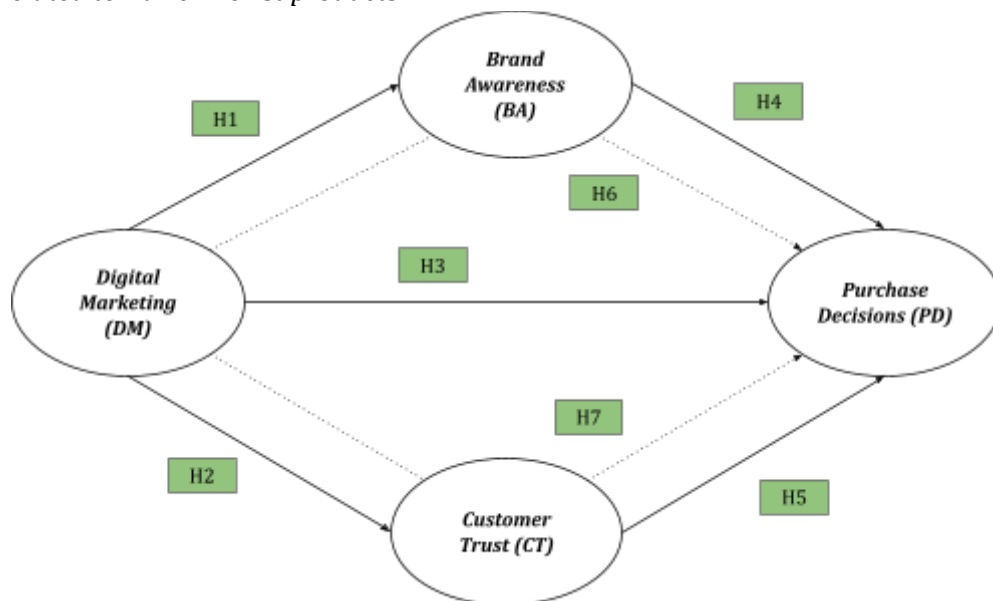 Brand
Awareness
(BA)
H1
H4
H6
H3
Digital
Marketing
(DM)
Purchase
Decisions (PD)
H7
H2
H5
Customer
Trust (CT)